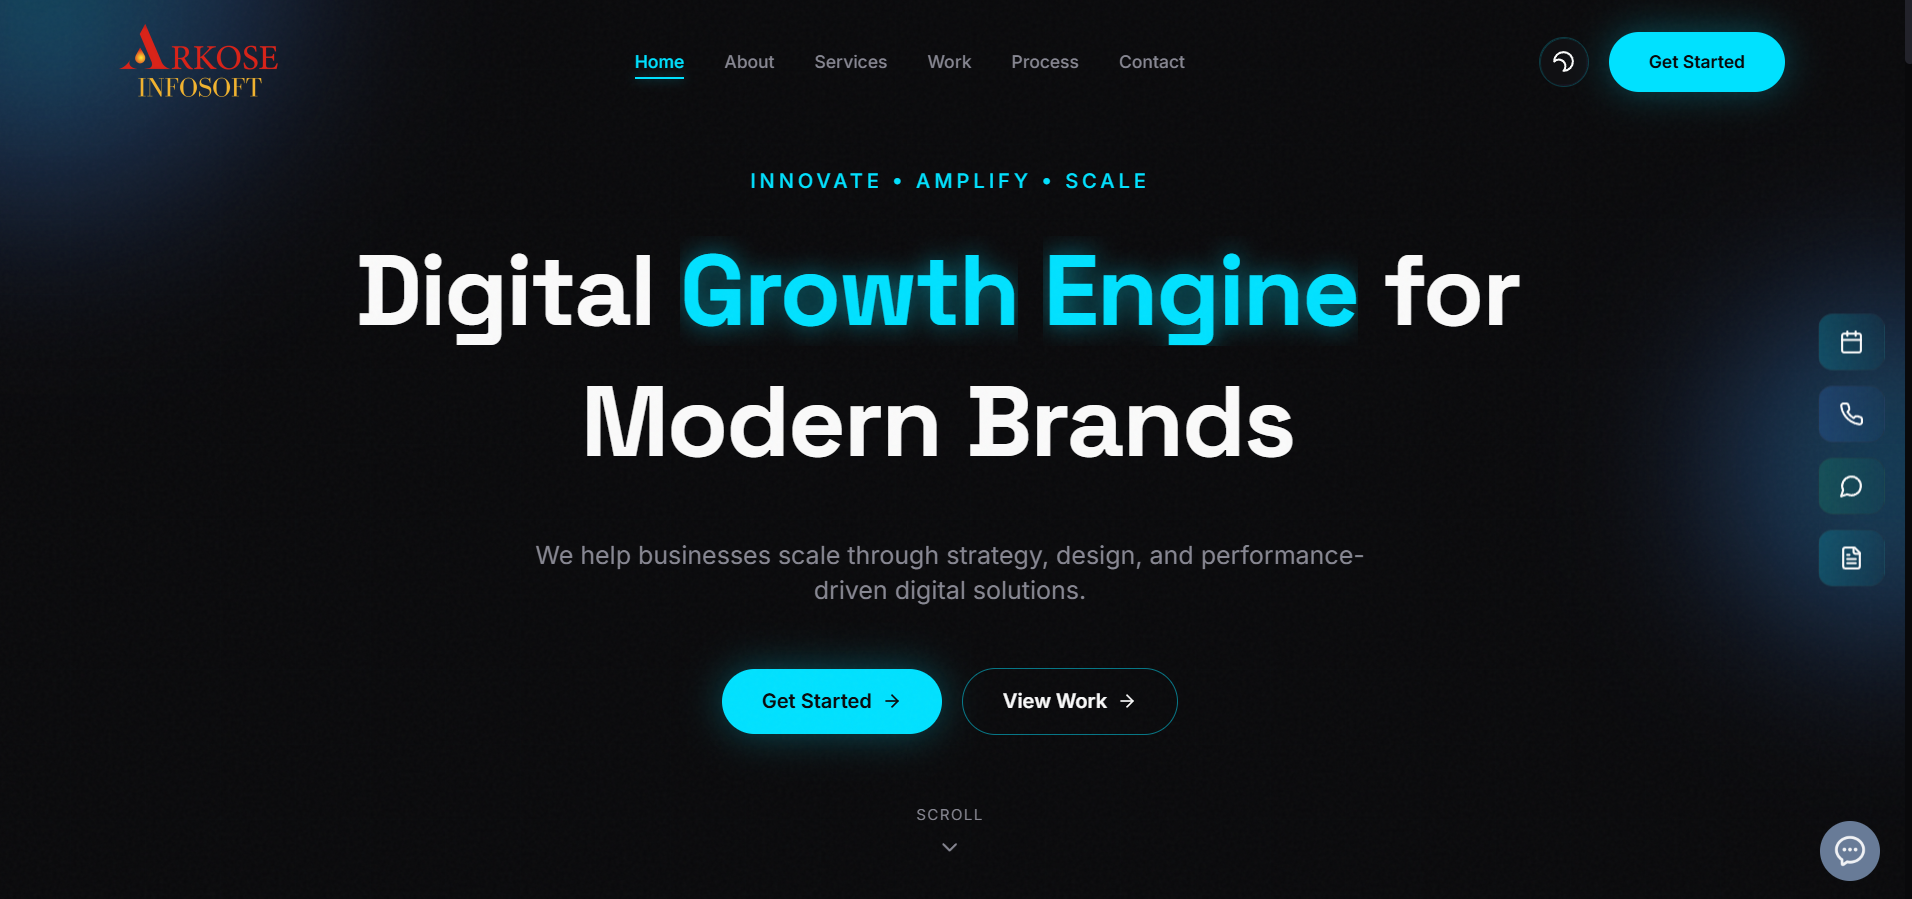 ARKOSE
INFOSOFT
Home About Services Work Process Contact
Get Started
INNOVATE • AMPLIFY • SCALE
Digital Growth Engine for
Modern Brands
We help businesses scale through strategy, design, and performance-
driven digital solutions.
Get Started →
View Work →
SCROLL